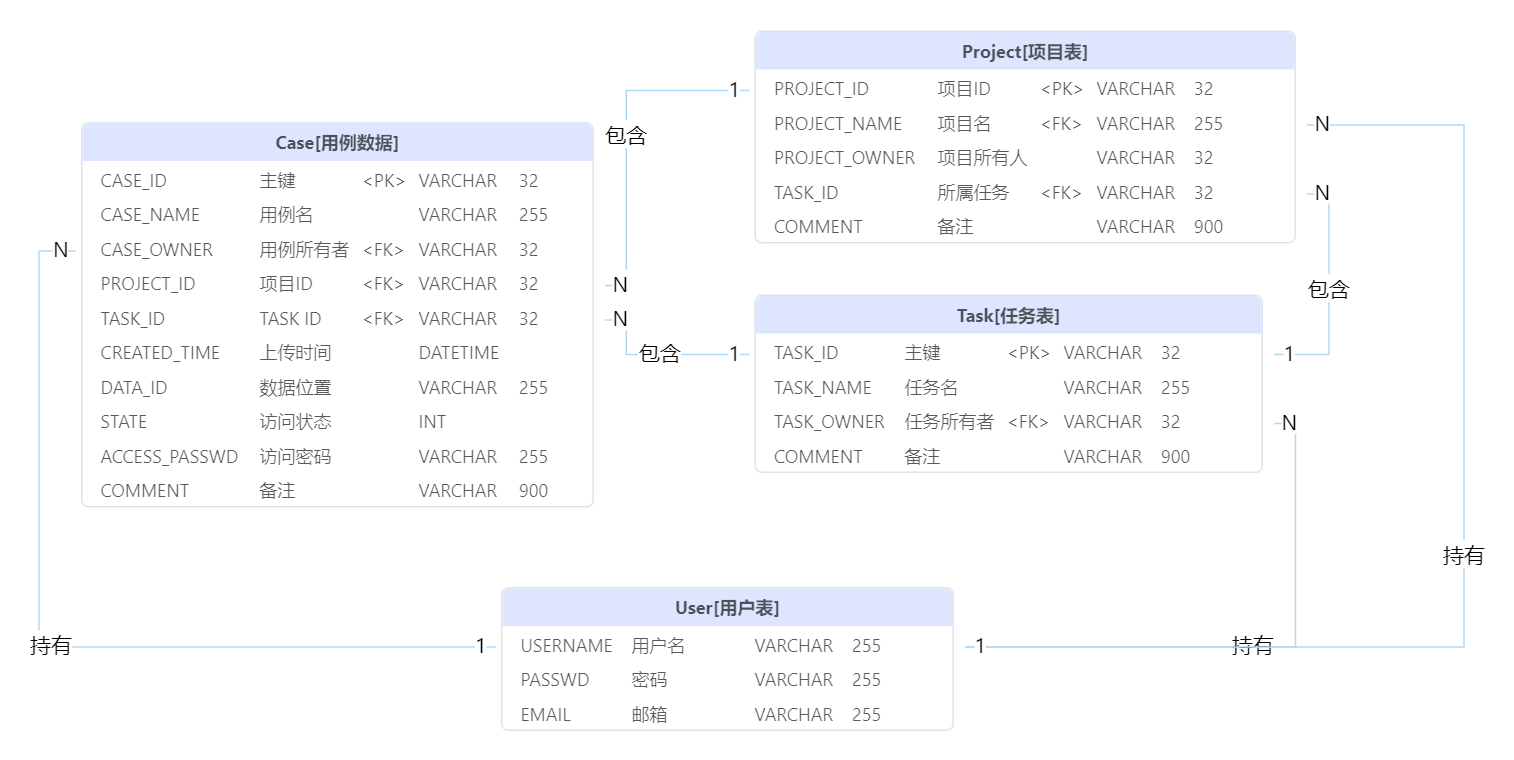 Project[项目表]
PROJECT_ID 项目ID <PK> VARCHAR 32
PROJECT_NAME 项目名 <FK> VARCHAR 255
PROJECT_OWNER 项目所有人 VARCHAR 32
TASK_ID 所属任务 <FK> VARCHAR 32
COMMENT 备注 VARCHAR 900
1
包含
N
N
N
Case[用例数据]
CASE_ID 主键 <PK> VARCHAR 32
CASE_NAME 用例名 VARCHAR 255
CASE_OWNER 用例所有者 <FK> VARCHAR 32
PROJECT_ID 项目ID <FK> VARCHAR 32
TASK_ID TASK ID <FK> VARCHAR 32
CREATED_TIME 上传时间 DATETIME
DATA_ID 数据位置 VARCHAR 255
STATE 访问状态 INT
ACCESS_PASSWD 访问密码 VARCHAR 255
COMMENT 备注 VARCHAR 900
N
N
包含
1
包含
Task[任务表]
TASK_ID 主键 <PK> VARCHAR 32
TASK_NAME 任务名 VARCHAR 255
TASK_OWNER 任务所有者 <FK> VARCHAR 32
COMMENT 备注 VARCHAR 900
1
N
持有
User[用户表]
USERNAME 用户名 VARCHAR 255
PASSWD 密码 VARCHAR 255
EMAIL 邮箱 VARCHAR 255
持有
1
1
持有